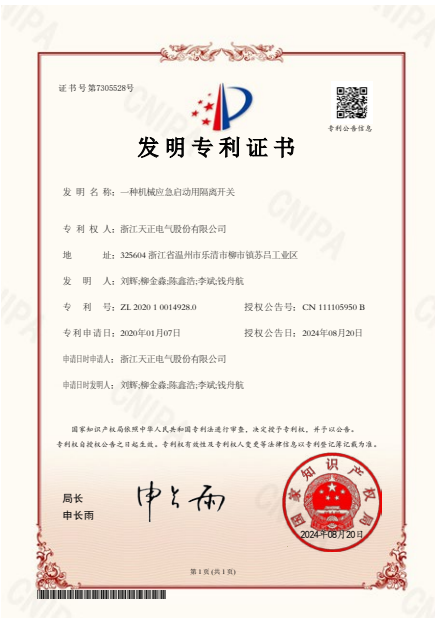 证书号第7305528号
专利公告信息
发明专利证书
发明名称：一种机械应急启动用隔离开关
专利权人：浙江天正电气股份有限公司
地址：325604 浙江省温州市乐清市柳市镇苏吕工业区
发明人：刘辉;柳金淼;陈鑫浩;李斌;钱舟航
专利号：ZL 2020 1 0014928.0 授权公告号：CN 111105950 B
专利申请日：2020年01月07日 授权公告日：2024年08月20日
申请日时申请人：浙江天正电气股份有限公司
申请日时发明人：刘辉;柳金淼;陈鑫浩;李斌;钱舟航
国家知识产权局依照中华人民共和国专利法进行审查，决定授予专利权，并予以公告。
专利权自授权公告之日起生效。专利权有效性及专利权人变更等法律信息以专利登记簿记载为准。
局长
申长雨
申长雨
国家知识产权局
2024年08月20日
第1页(共1页)
CNIPA